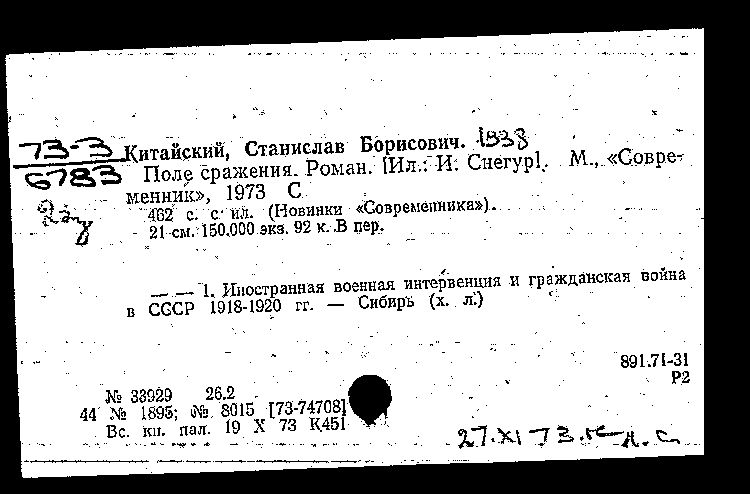 73-3
6783
2 экз
Китайский, Станислав Борисович. 1938
Поле сражения. Роман. [Ил.: И. Снегур]. М., «Совре-
менник», 1973 С
462 с. с ил. (Новинки «Современника»).
21 см. 150.000 экз. 92 к. В пер.
— — 1. Иностранная военная интервенция и гражданская война
в СССР 1918-1920 гг. — Сибирь (х. л.)
891.71-31
Р2
№ 33929 26.2
44 № 1895; № 8015 [73-74708]
Вс. кн. пал. 19 X 73 К451
27.XI 73.